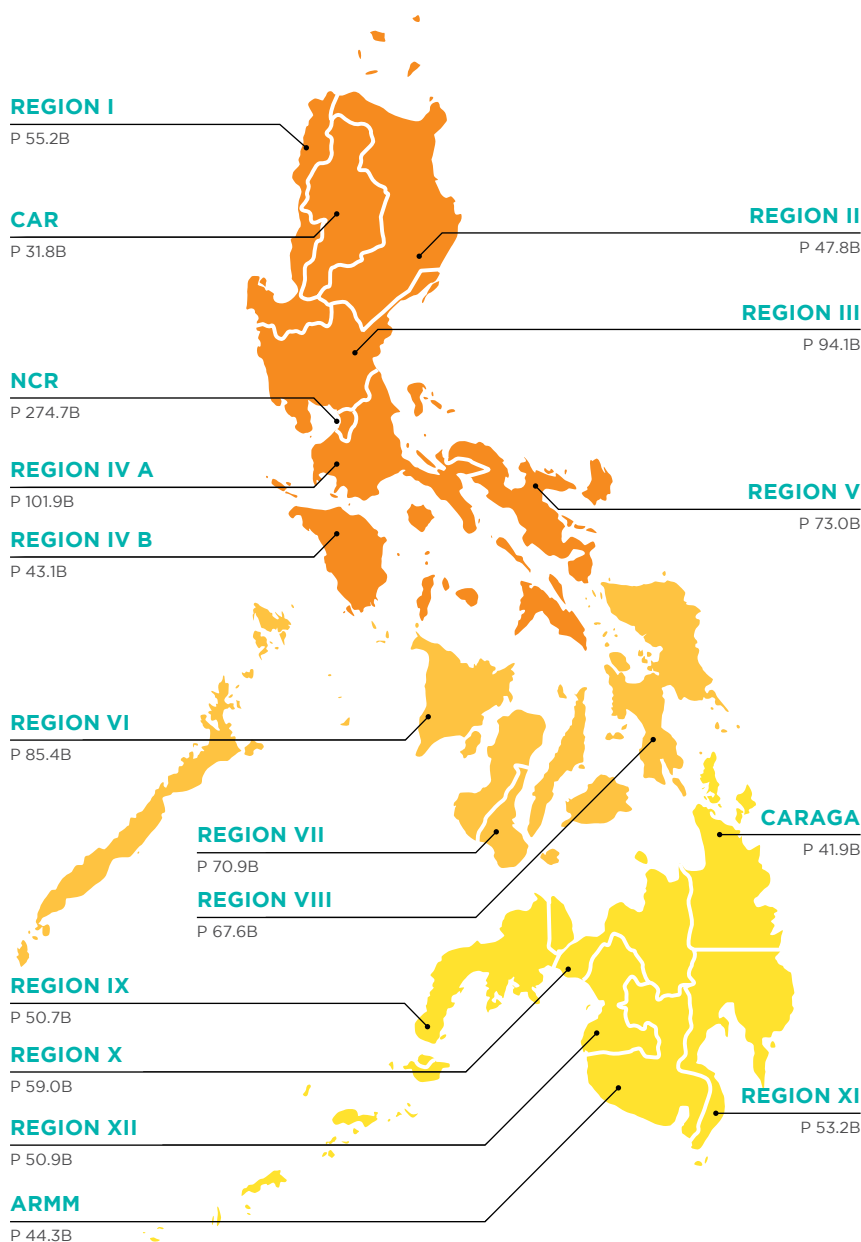 REGION I
P 55.2B
CAR
P 31.8B
REGION II
P 47.8B
REGION III
P 94.1B
NCR
P 274.7B
REGION IV A
P 101.9B
REGION V
P 73.0B
REGION IV B
P 43.1B
REGION VI
P 85.4B
REGION VII
P 70.9B
CARAGA
P 41.9B
REGION VIII
P 67.6B
REGION IX
P 50.7B
REGION X
P 59.0B
REGION XI
P 53.2B
REGION XII
P 50.9B
ARMM
P 44.3B